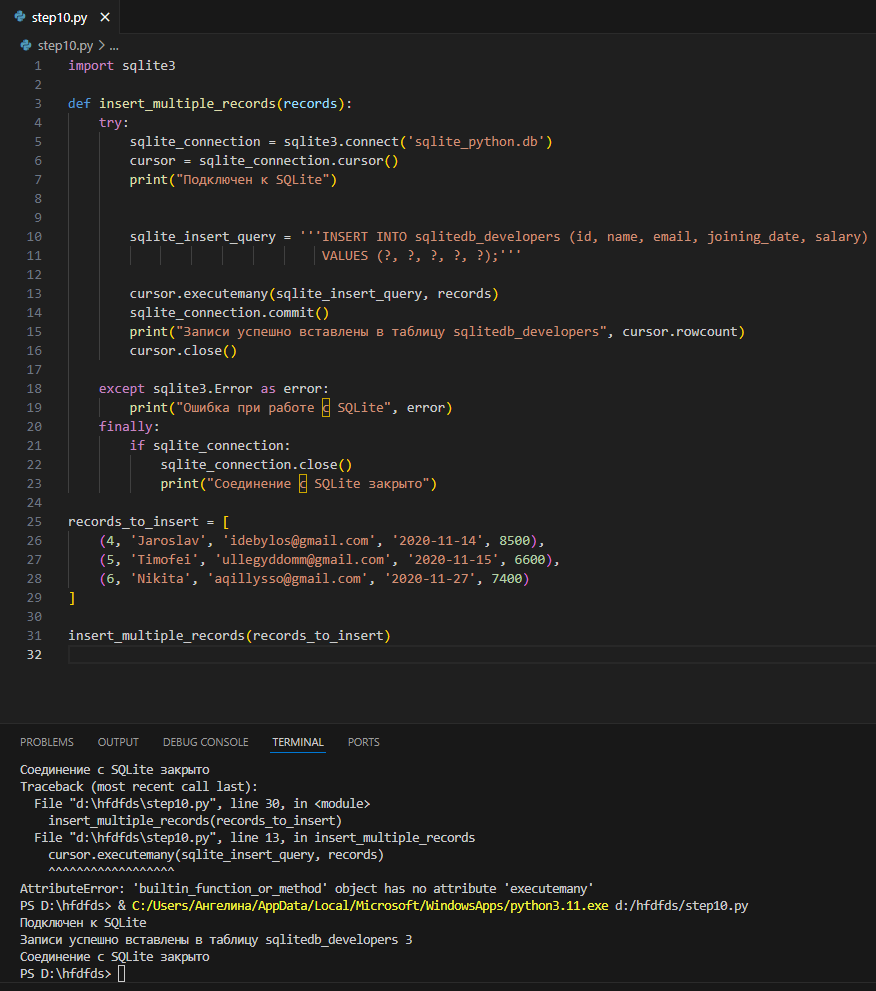 step10.py ×
step10.py > ...
1 import sqlite3
2
3 def insert_multiple_records(records):
4     try:
5         sqlite_connection = sqlite3.connect('sqlite_python.db')
6         cursor = sqlite_connection.cursor()
7         print("Подключен к SQLite")
8
9
10         sqlite_insert_query = '''INSERT INTO sqlitedb_developers (id, name, email, joining_date, salary)
11                                  VALUES (?, ?, ?, ?, ?);'''
12
13         cursor.executemany(sqlite_insert_query, records)
14         sqlite_connection.commit()
15         print("Записи успешно вставлены в таблицу sqlitedb_developers", cursor.rowcount)
16         cursor.close()
17
18     except sqlite3.Error as error:
19         print("Ошибка при работе с SQLite", error)
20     finally:
21         if sqlite_connection:
22             sqlite_connection.close()
23             print("Соединение с SQLite закрыто")
24
25 records_to_insert = [
26     (4, 'Jaroslav', 'idebylos@gmail.com', '2020-11-14', 8500),
27     (5, 'Timofei', 'ullegyddomm@gmail.com', '2020-11-15', 6600),
28     (6, 'Nikita', 'aqillysso@gmail.com', '2020-11-27', 7400)
29 ]
30
31 insert_multiple_records(records_to_insert)
32
PROBLEMS OUTPUT DEBUG CONSOLE TERMINAL PORTS
Соединение с SQLite закрыто
Traceback (most recent call last):
  File "d:\hfdfds\step10.py", line 30, in <module>
    insert_multiple_records(records_to_insert)
  File "d:\hfdfds\step10.py", line 13, in insert_multiple_records
    cursor.executemany(sqlite_insert_query, records)
    ^^^^^^^^^^^^^^^^^^
AttributeError: 'builtin_function_or_method' object has no attribute 'executemany'
PS D:\hfdfds> & C:/Users/Ангелина/AppData/Local/Microsoft/WindowsApps/python3.11.exe d:/hfdfds/step10.py
Подключен к SQLite
Записи успешно вставлены в таблицу sqlitedb_developers 3
Соединение с SQLite закрыто
PS D:\hfdfds>